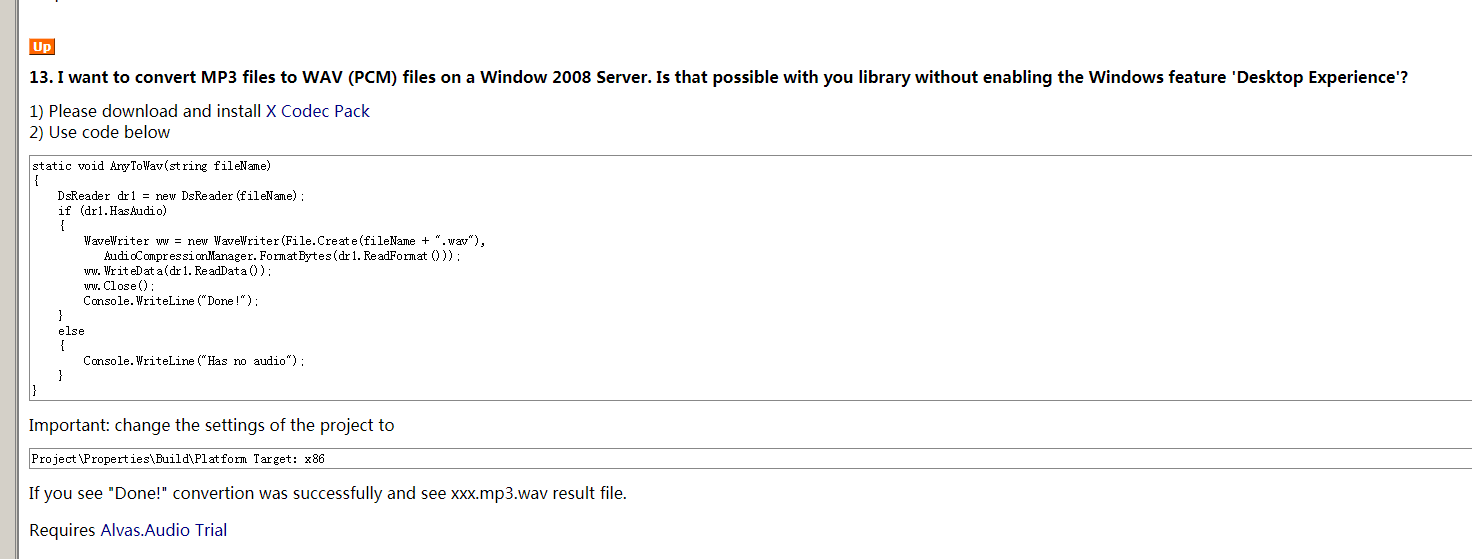 Up
13. I want to convert MP3 files to WAV (PCM) files on a Window 2008 Server. Is that possible with you library without enabling the Windows feature 'Desktop Experience'?
1) Please download and install X Codec Pack
2) Use code below
static void AnyToWav(string fileName)
{
    DsReader dr1 = new DsReader(fileName);
    if (dr1.HasAudio)
    {
        WaveWriter ww = new WaveWriter(File.Create(fileName + ".wav"),
            AudioCompressionManager.FormatBytes(dr1.ReadFormat()));
        ww.WriteData(dr1.ReadData());
        ww.Close();
        Console.WriteLine("Done!");
    }
    else
    {
        Console.WriteLine("Has no audio");
    }
}
Important: change the settings of the project to
Project\Properties\Build\Platform Target: x86
If you see "Done!" convertion was successfully and see xxx.mp3.wav result file.
Requires Alvas.Audio Trial